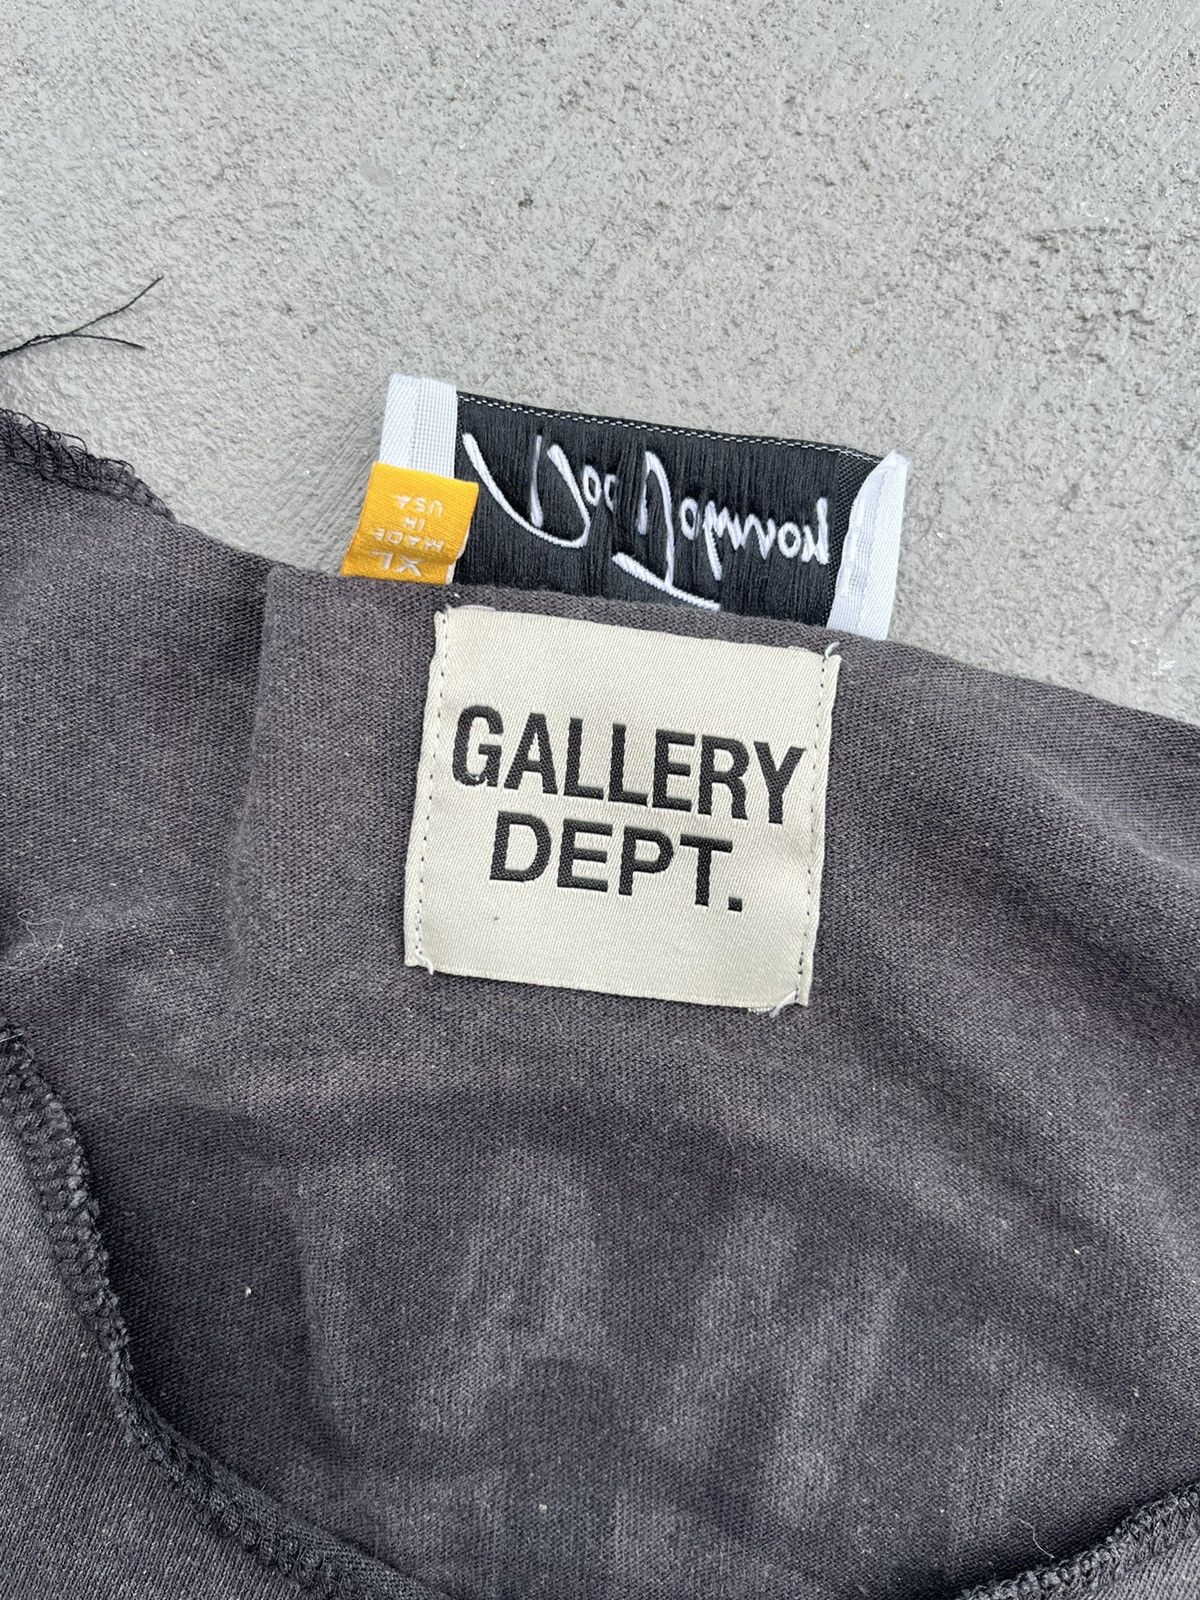 XL
MADE
IN
USA
GALLERY
DEPT.